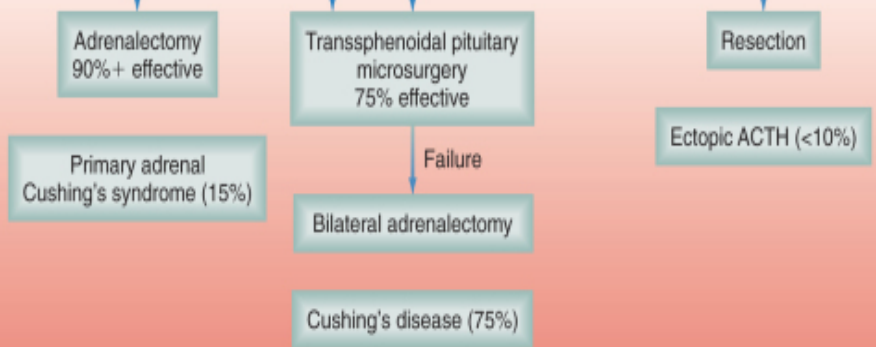 Adrenalectomy
90%+ effective
Transsphenoidal pituitary
microsurgery
75% effective
Resection
Ectopic ACTH (<10%)
Primary adrenal
Cushing's syndrome (15%)
Failure
Bilateral adrenalectomy
Cushing's disease (75%)